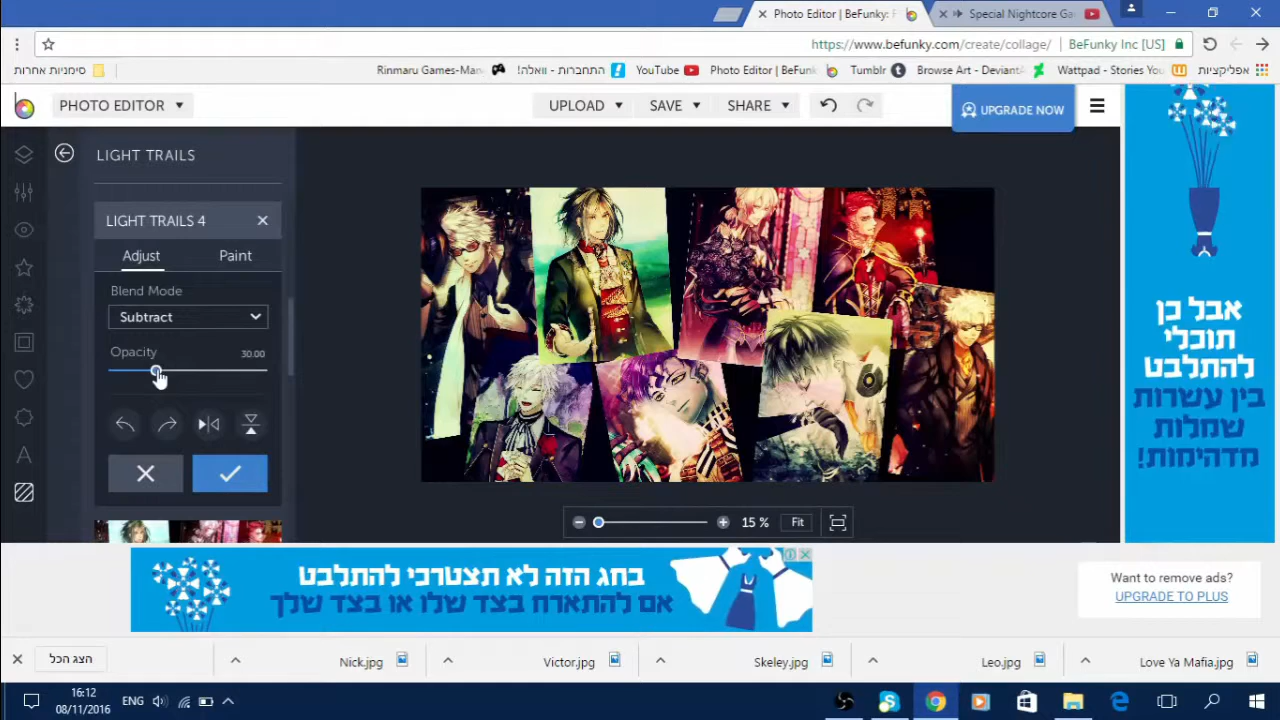 Photo Editor | BeFunky: F
Special Nightcore Ga
https://www.befunky.com/create/collage/
BeFunky Inc [US]
סימניות אחרות
Rinmaru Games-Man
התחברת - וואלה!
YouTube
Photo Editor | BeFunk
Tumblr
Browse Art - DeviantA
Wattpad - Stories You
אפליקציות
PHOTO EDITOR
UPLOAD
SAVE
SHARE
UPGRADE NOW
LIGHT TRAILS
LIGHT TRAILS 4
Adjust
Paint
Blend Mode
Subtract
Opacity
30.00
15 %
Fit
אבל כן
תוכלי
להתלבט
בין עשרות
שמלות
מדהימות!
בחג הזה לא תצטרכי להתלבט
אם להתארח בצד שלו או בצד שלך
Want to remove ads?
UPGRADE TO PLUS
הצג הכל
Nick.jpg
Victor.jpg
Skeley.jpg
Leo.jpg
Love Ya Mafia.jpg
16:12
08/11/2016
ENG